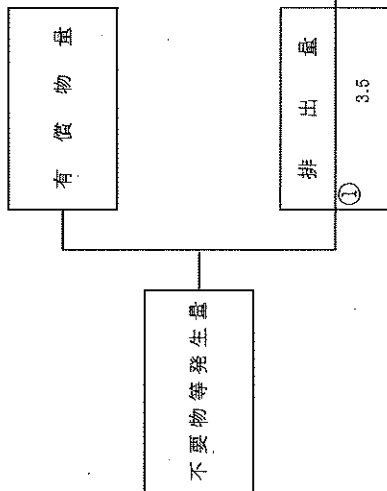 不要物等発生量
有償物量
排出量
①
3.5